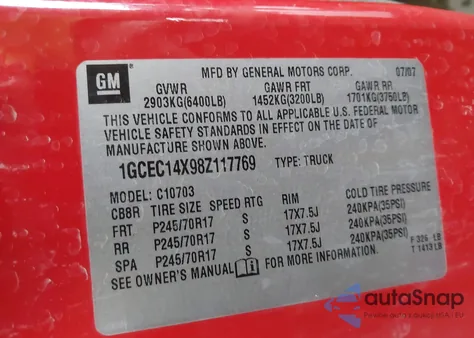 GM
MFD BY GENERAL MOTORS CORP. 07/07
GVWR GAWR FRT GAWR RR
2903KG(6400LB) 1452KG(3200LB) 1701KG(3750LB)
THIS VEHICLE CONFORMS TO ALL APPLICABLE U.S. FEDERAL MOTOR
VEHICLE SAFETY STANDARDS IN EFFECT ON THE DATE OF
MANUFACTURE SHOWN ABOVE.
1GCEC14X98Z117769 TYPE: TRUCK
MODEL: C10703
CB8R TIRE SIZE SPEED RTG RIM COLD TIRE PRESSURE
FRT P245/70R17 S 17X7.5J 240KPA(35PSI)
RR P245/70R17 S 17X7.5J 240KPA(35PSI)
SPA P245/70R17 S 17X7.5J 240KPA(35PSI)
SEE OWNER'S MANUAL FOR MORE INFORMATION.
F 326 LB
T 1413LB
autaSnap